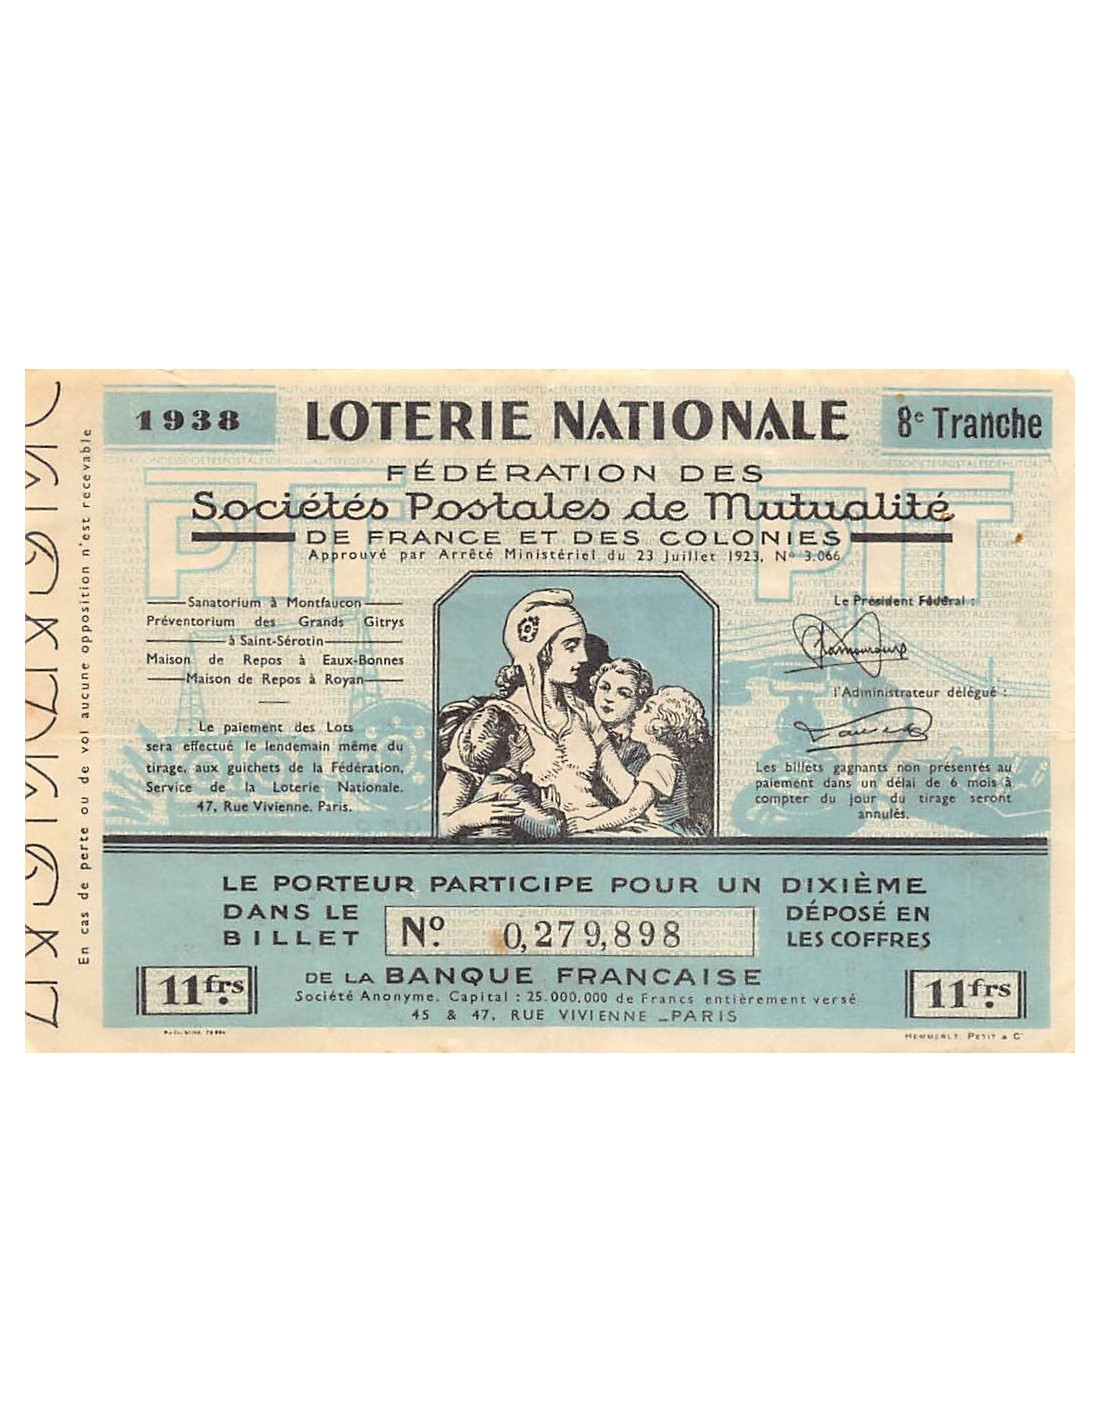 1938
LOTERIE NATIONALE
8e Tranche
FÉDÉRATION DES
Sociétés Postales de Mutualité
DE FRANCE ET DES COLONIES
Approuvé par Arrêté Ministériel du 23 Juillet 1923, No 3.066
PTT
PTT
Sanatorium à Montfaucon
Préventorium des Grands Gitrys
à Saint-Sérotin
Maison de Repos à Eaux-Bonnes
Maison de Repos à Royan
Le paiement des Lots
sera effectué le lendemain même du
tirage, aux guichets de la Fédération,
Service de la Loterie Nationale.
47, Rue Vivienne. Paris.
Le Président Fédéral :
l'Administrateur délégué :
Les billets gagnants non présentés au
paiement dans un délai de 6 mois à
compter du jour du tirage seront
annulés.
LE PORTEUR PARTICIPE POUR UN DIXIÈME
DANS LE
BILLET
No. 0,279,898
DÉPOSÉ EN
LES COFFRES
DE LA BANQUE FRANCAISE
Société Anonyme. Capital : 25.000.000 de Francs entièrement versé
45 & 47, RUE VIVIENNE _PARIS
11frs.
11frs.
HEMMERLÉ, PETIT & Cie
En cas de perte ou de vol aucune opposition n'est recevable